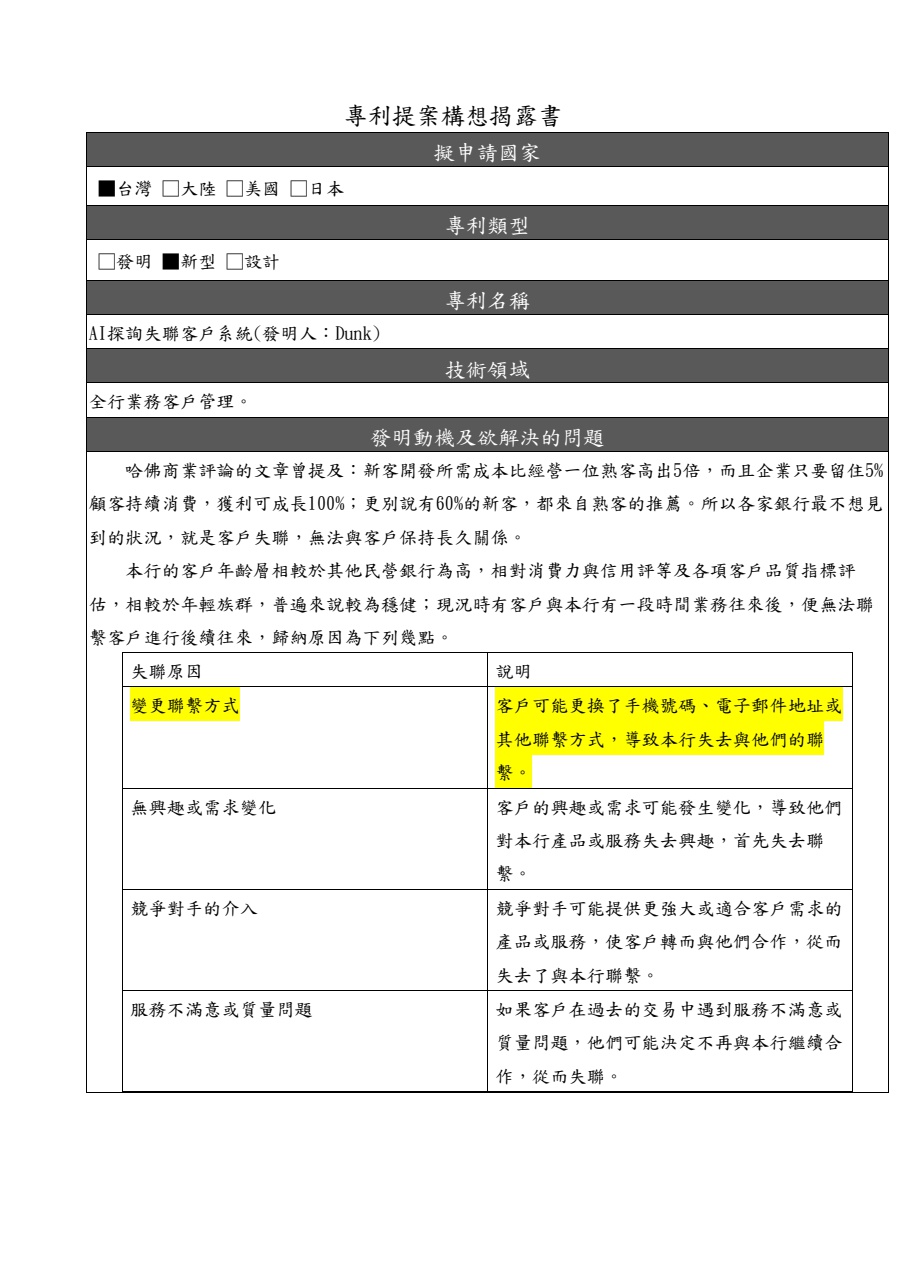 專利提案構想揭露書
擬申請國家
■台灣 □大陸 □美國 □日本
專利類型
□發明 ■新型 □設計
專利名稱
AI探詢失聯客戶系統(發明人：Dunk)
技術領域
全行業務客戶管理。
發明動機及欲解決的問題
哈佛商業評論的文章曾提及：新客開發所需成本比經營一位熟客高出5倍，而且企業只要留住5%
顧客持續消費，獲利可成長100%；更別說有60%的新客，都來自熟客的推薦。所以各家銀行最不想見
到的狀況，就是客戶失聯，無法與客戶保持長久關係。
本行的客戶年齡層相較於其他民營銀行為高，相對消費力與信用評等及各項客戶品質指標評
估，相較於年輕族群，普遍來說較為穩健；現況時有客戶與本行有一段時間業務往來後，便無法聯
繫客戶進行後續往來，歸納原因為下列幾點。
失聯原因
說明
變更聯繫方式
客戶可能更換了手機號碼、電子郵件地址或
其他聯繫方式，導致本行失去與他們的聯
繫。
無興趣或需求變化
客戶的興趣或需求可能發生變化，導致他們
對本行產品或服務失去興趣，首先失去聯
繫。
競爭對手的介入
競爭對手可能提供更強大或適合客戶需求的
產品或服務，使客戶轉而與他們合作，從而
失去了與本行聯繫。
服務不滿意或質量問題
如果客戶在過去的交易中遇到服務不滿意或
質量問題，他們可能決定不再與本行繼續合
作，從而失聯。